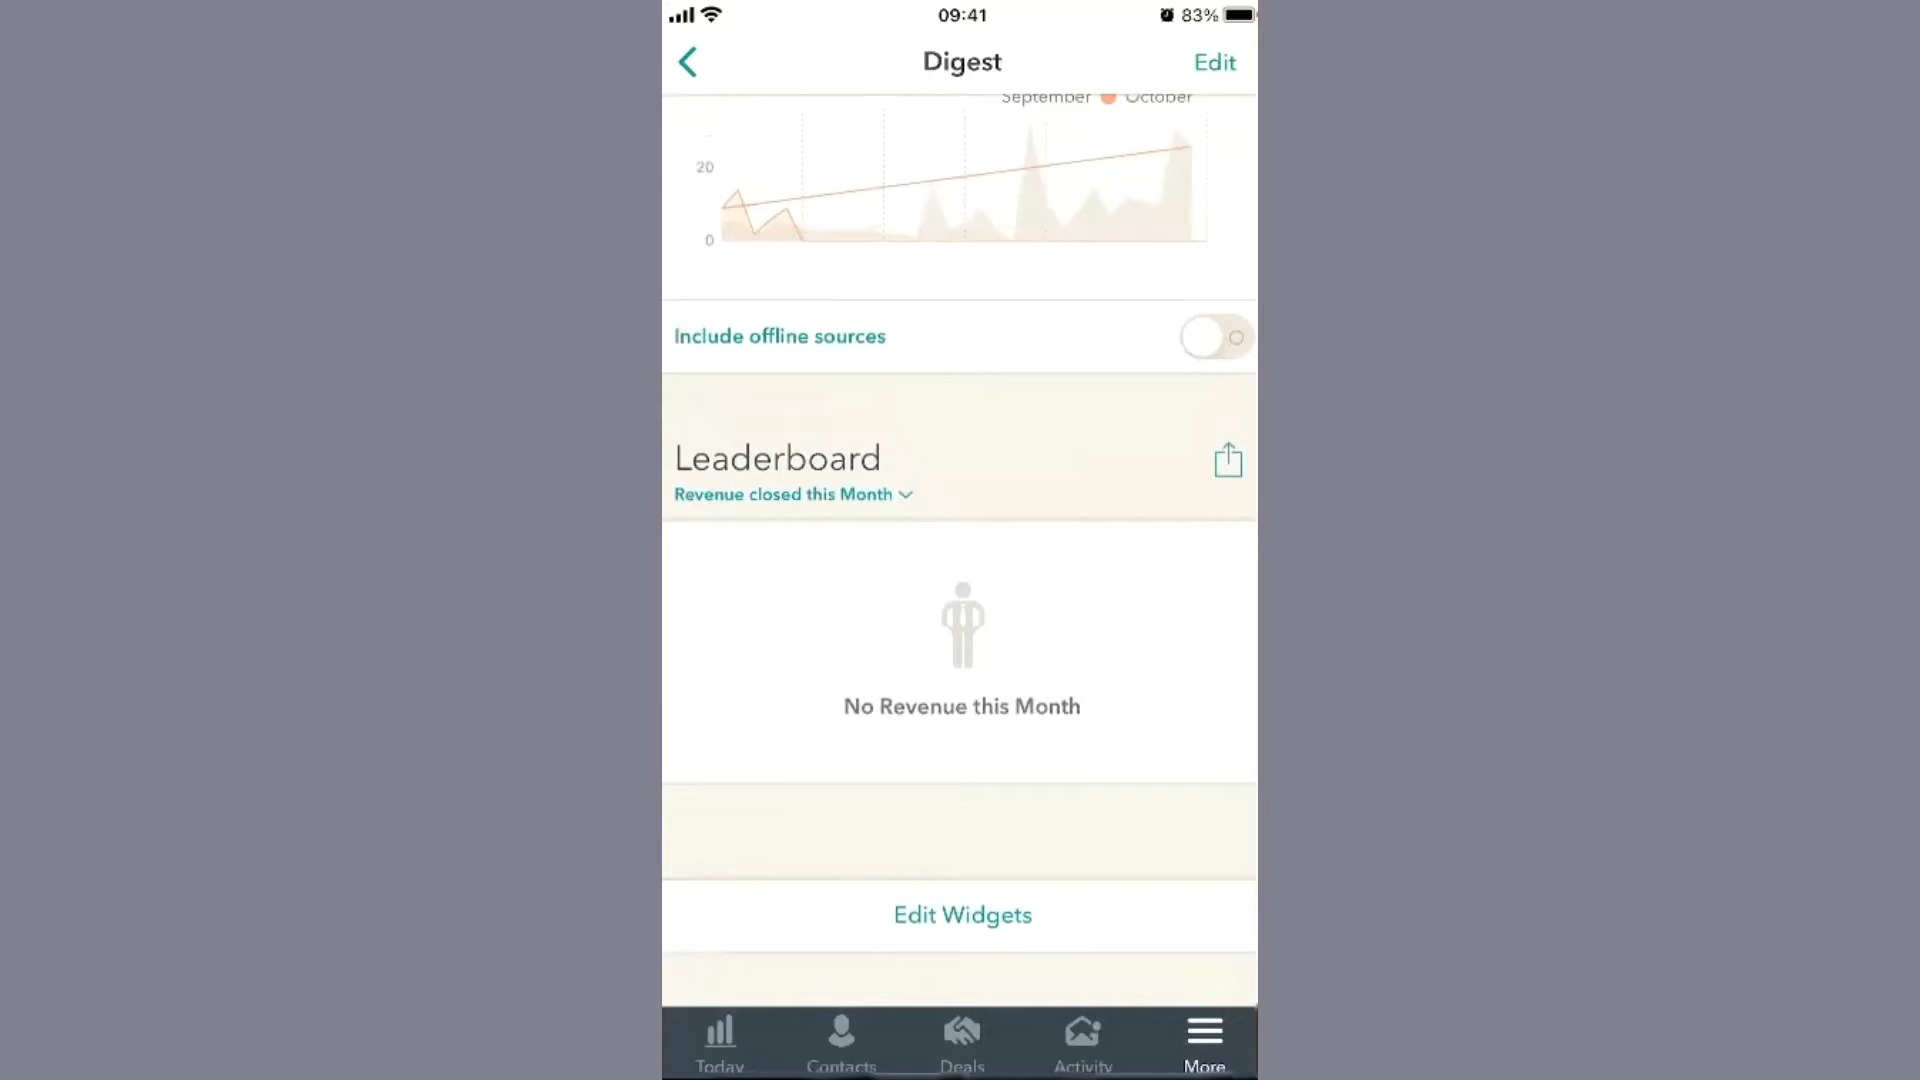 09:41 83%
Digest Edit
September October
20
0
Include offline sources
Leaderboard
Revenue closed this Month
No Revenue this Month
Edit Widgets
Today Contacts Deals Activity More